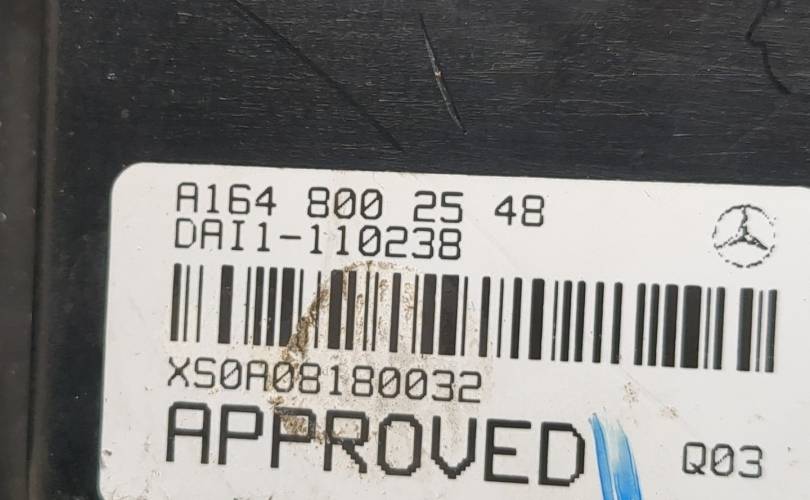 A164 800 25 48
DAI1-110238
XS0A08180032
APPROVED
Q03